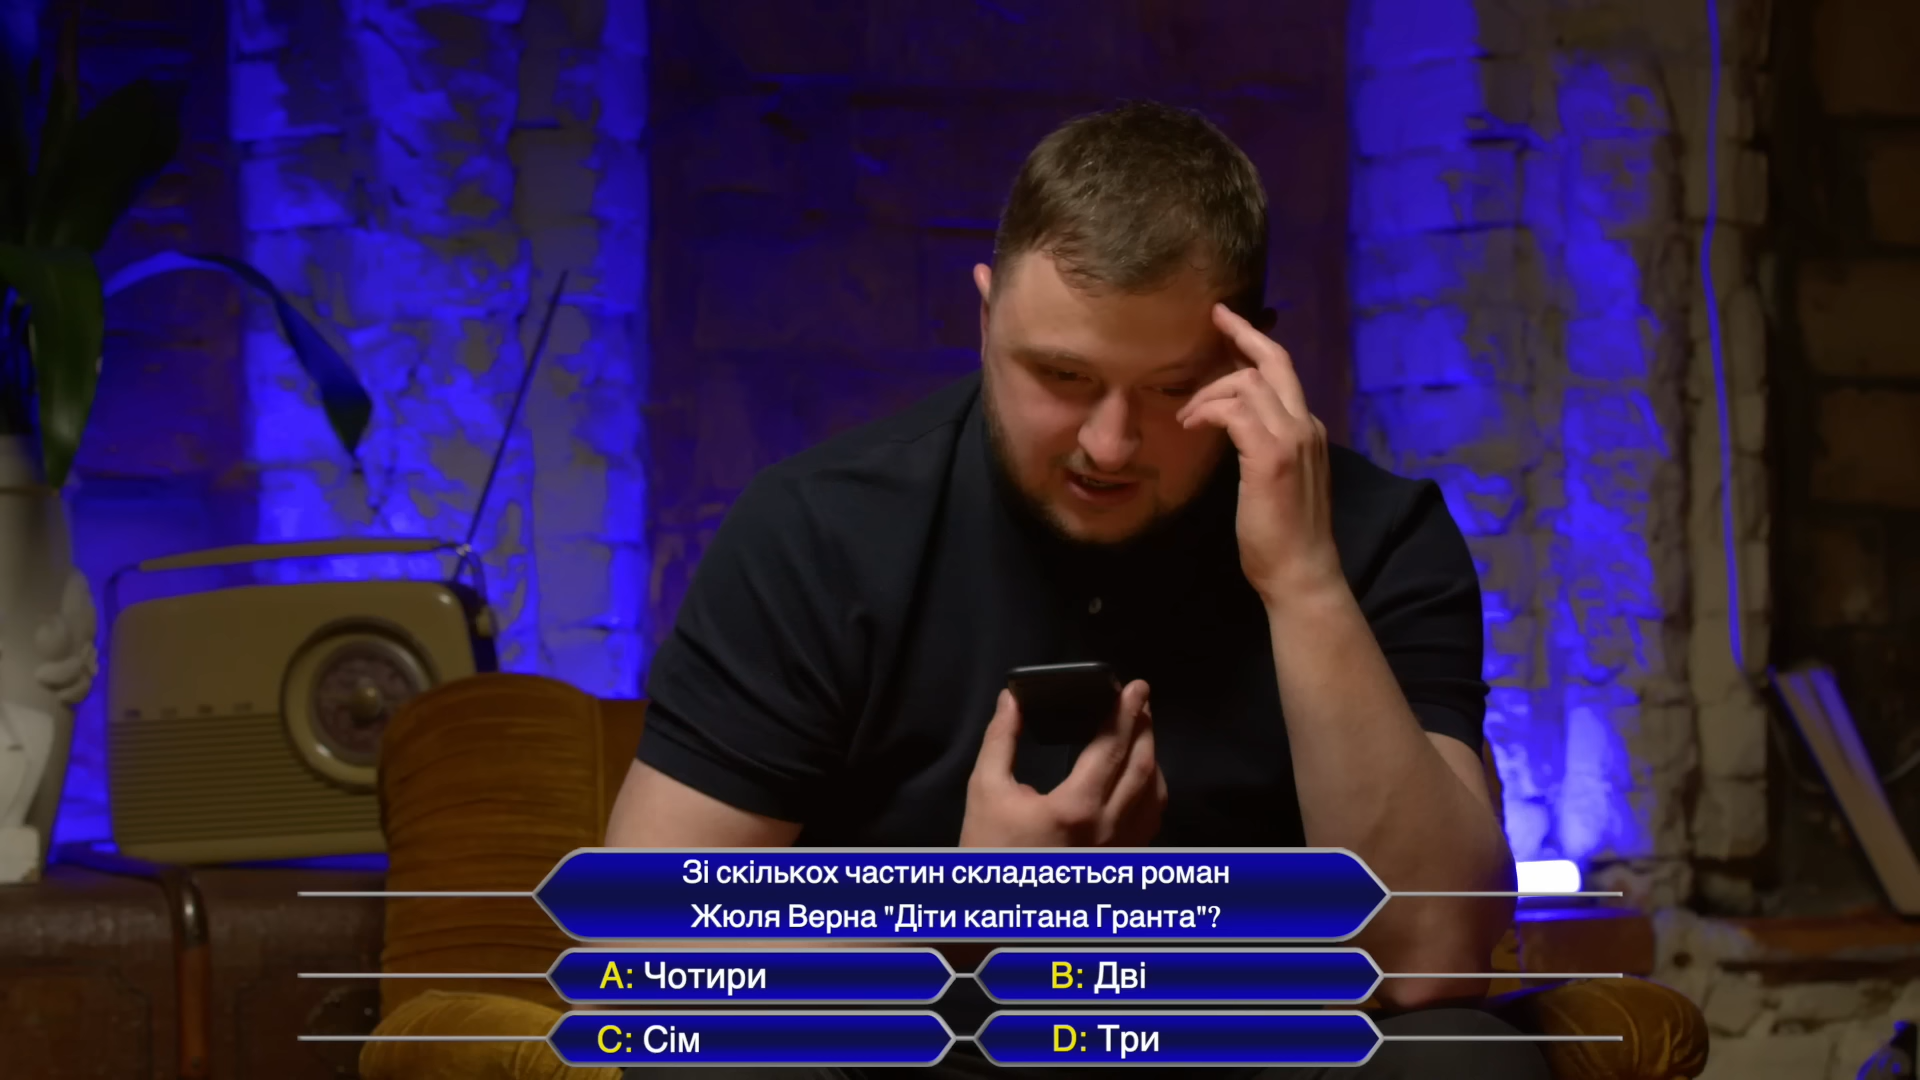 Зі скількох частин складається роман
Жюля Верна "Діти капітана Гранта"?
A: Чотири
B: Дві
C: Сім
D: Три